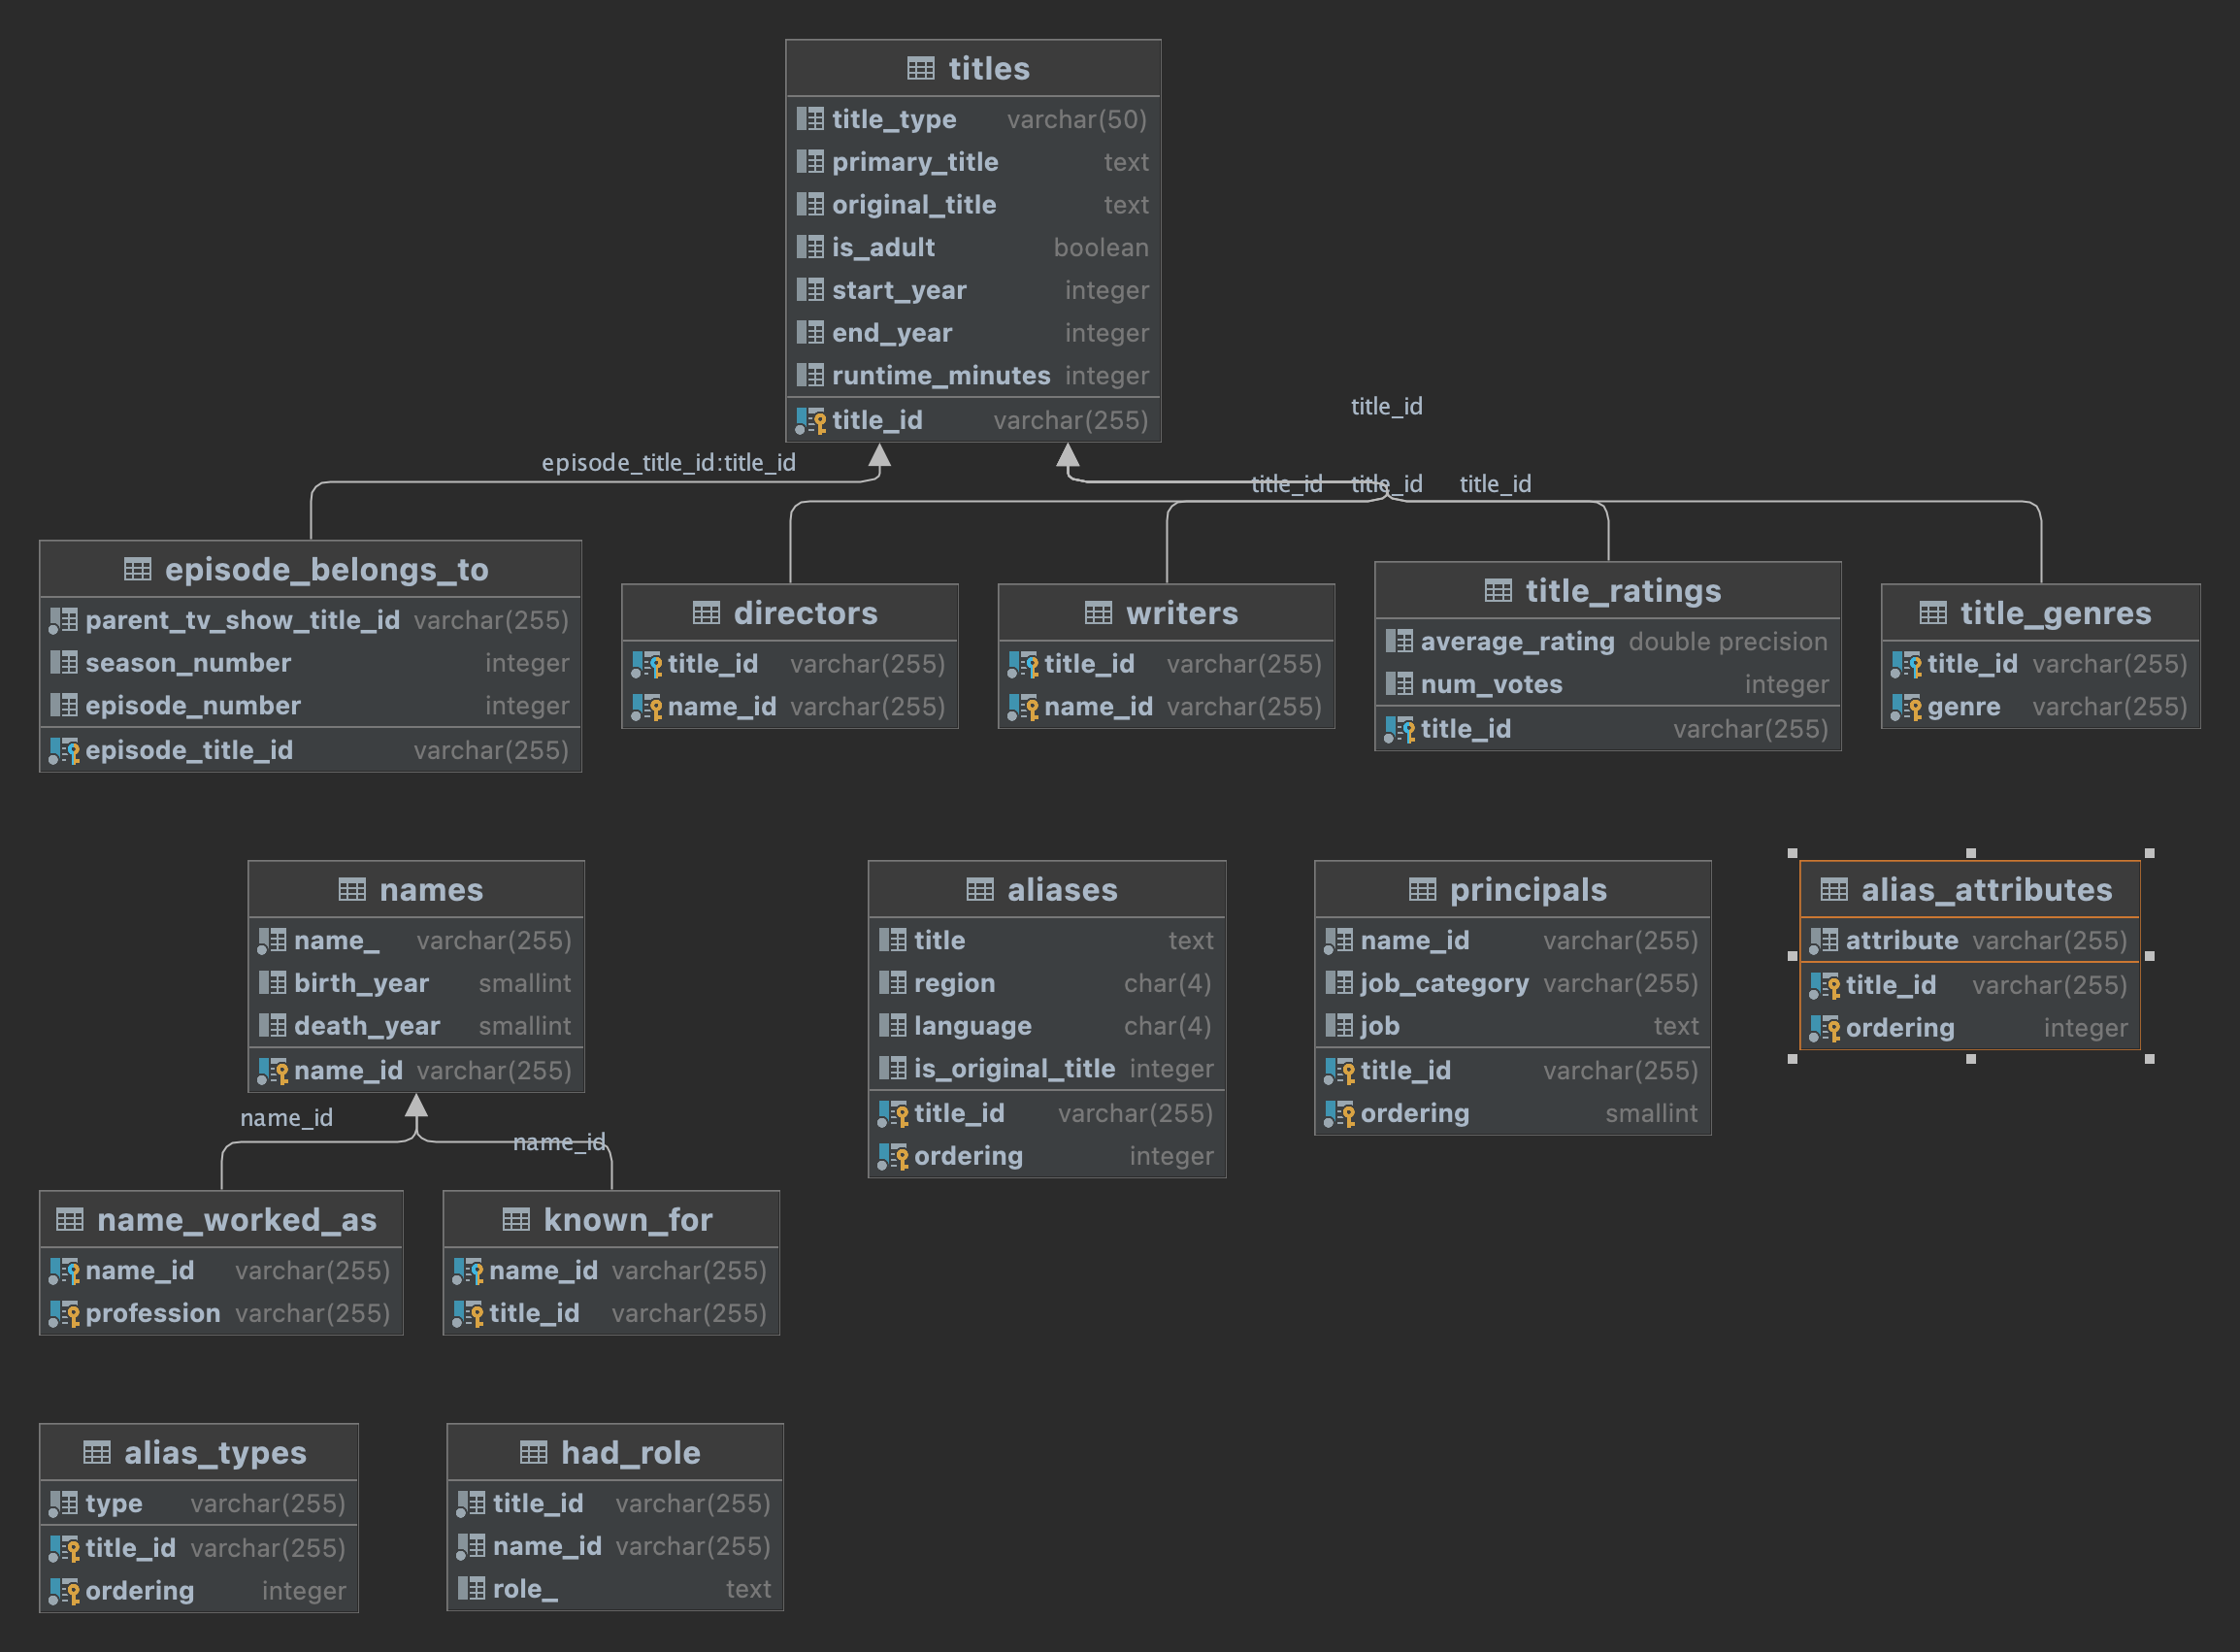 titles
title_type varchar(50)
primary_title text
original_title text
is_adult boolean
start_year integer
end_year integer
runtime_minutes integer
title_id varchar(255)
title_id
episode_title_id:title_id
title_id title_id title_id
episode_belongs_to
parent_tv_show_title_id varchar(255)
season_number integer
episode_number integer
episode_title_id varchar(255)
directors
title_id varchar(255)
name_id varchar(255)
writers
title_id varchar(255)
name_id varchar(255)
title_ratings
average_rating double precision
num_votes integer
title_id varchar(255)
title_genres
title_id varchar(255)
genre varchar(255)
names
name_ varchar(255)
birth_year smallint
death_year smallint
name_id varchar(255)
aliases
title text
region char(4)
language char(4)
is_original_title integer
title_id varchar(255)
ordering integer
principals
name_id varchar(255)
job_category varchar(255)
job text
title_id varchar(255)
ordering smallint
alias_attributes
attribute varchar(255)
title_id varchar(255)
ordering integer
name_id
name_id
name_worked_as
name_id varchar(255)
profession varchar(255)
known_for
name_id varchar(255)
title_id varchar(255)
alias_types
type varchar(255)
title_id varchar(255)
ordering integer
had_role
title_id varchar(255)
name_id varchar(255)
role_ text